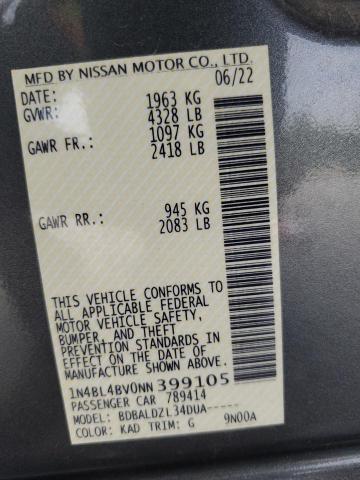 MFD BY NISSAN MOTOR CO., LTD.
DATE: 06/22
GVWR: 1963 KG
4328 LB
GAWR FR: 1097 KG
2418 LB
GAWR RR.: 945 KG
2083 LB
THIS VEHICLE CONFORMS TO
ALL APPLICABLE FEDERAL
MOTOR VEHICLE SAFETY,
BUMPER, AND THEFT
PREVENTION STANDARDS IN
EFFECT ON THE DATE OF MFR.
SHOWN ABOVE.
1N4BL4BV0NN399105
PASSENGER CAR 789414
MODEL: BDBALDZL34DUA---
COLOR: KAD TRIM: G 9N00A